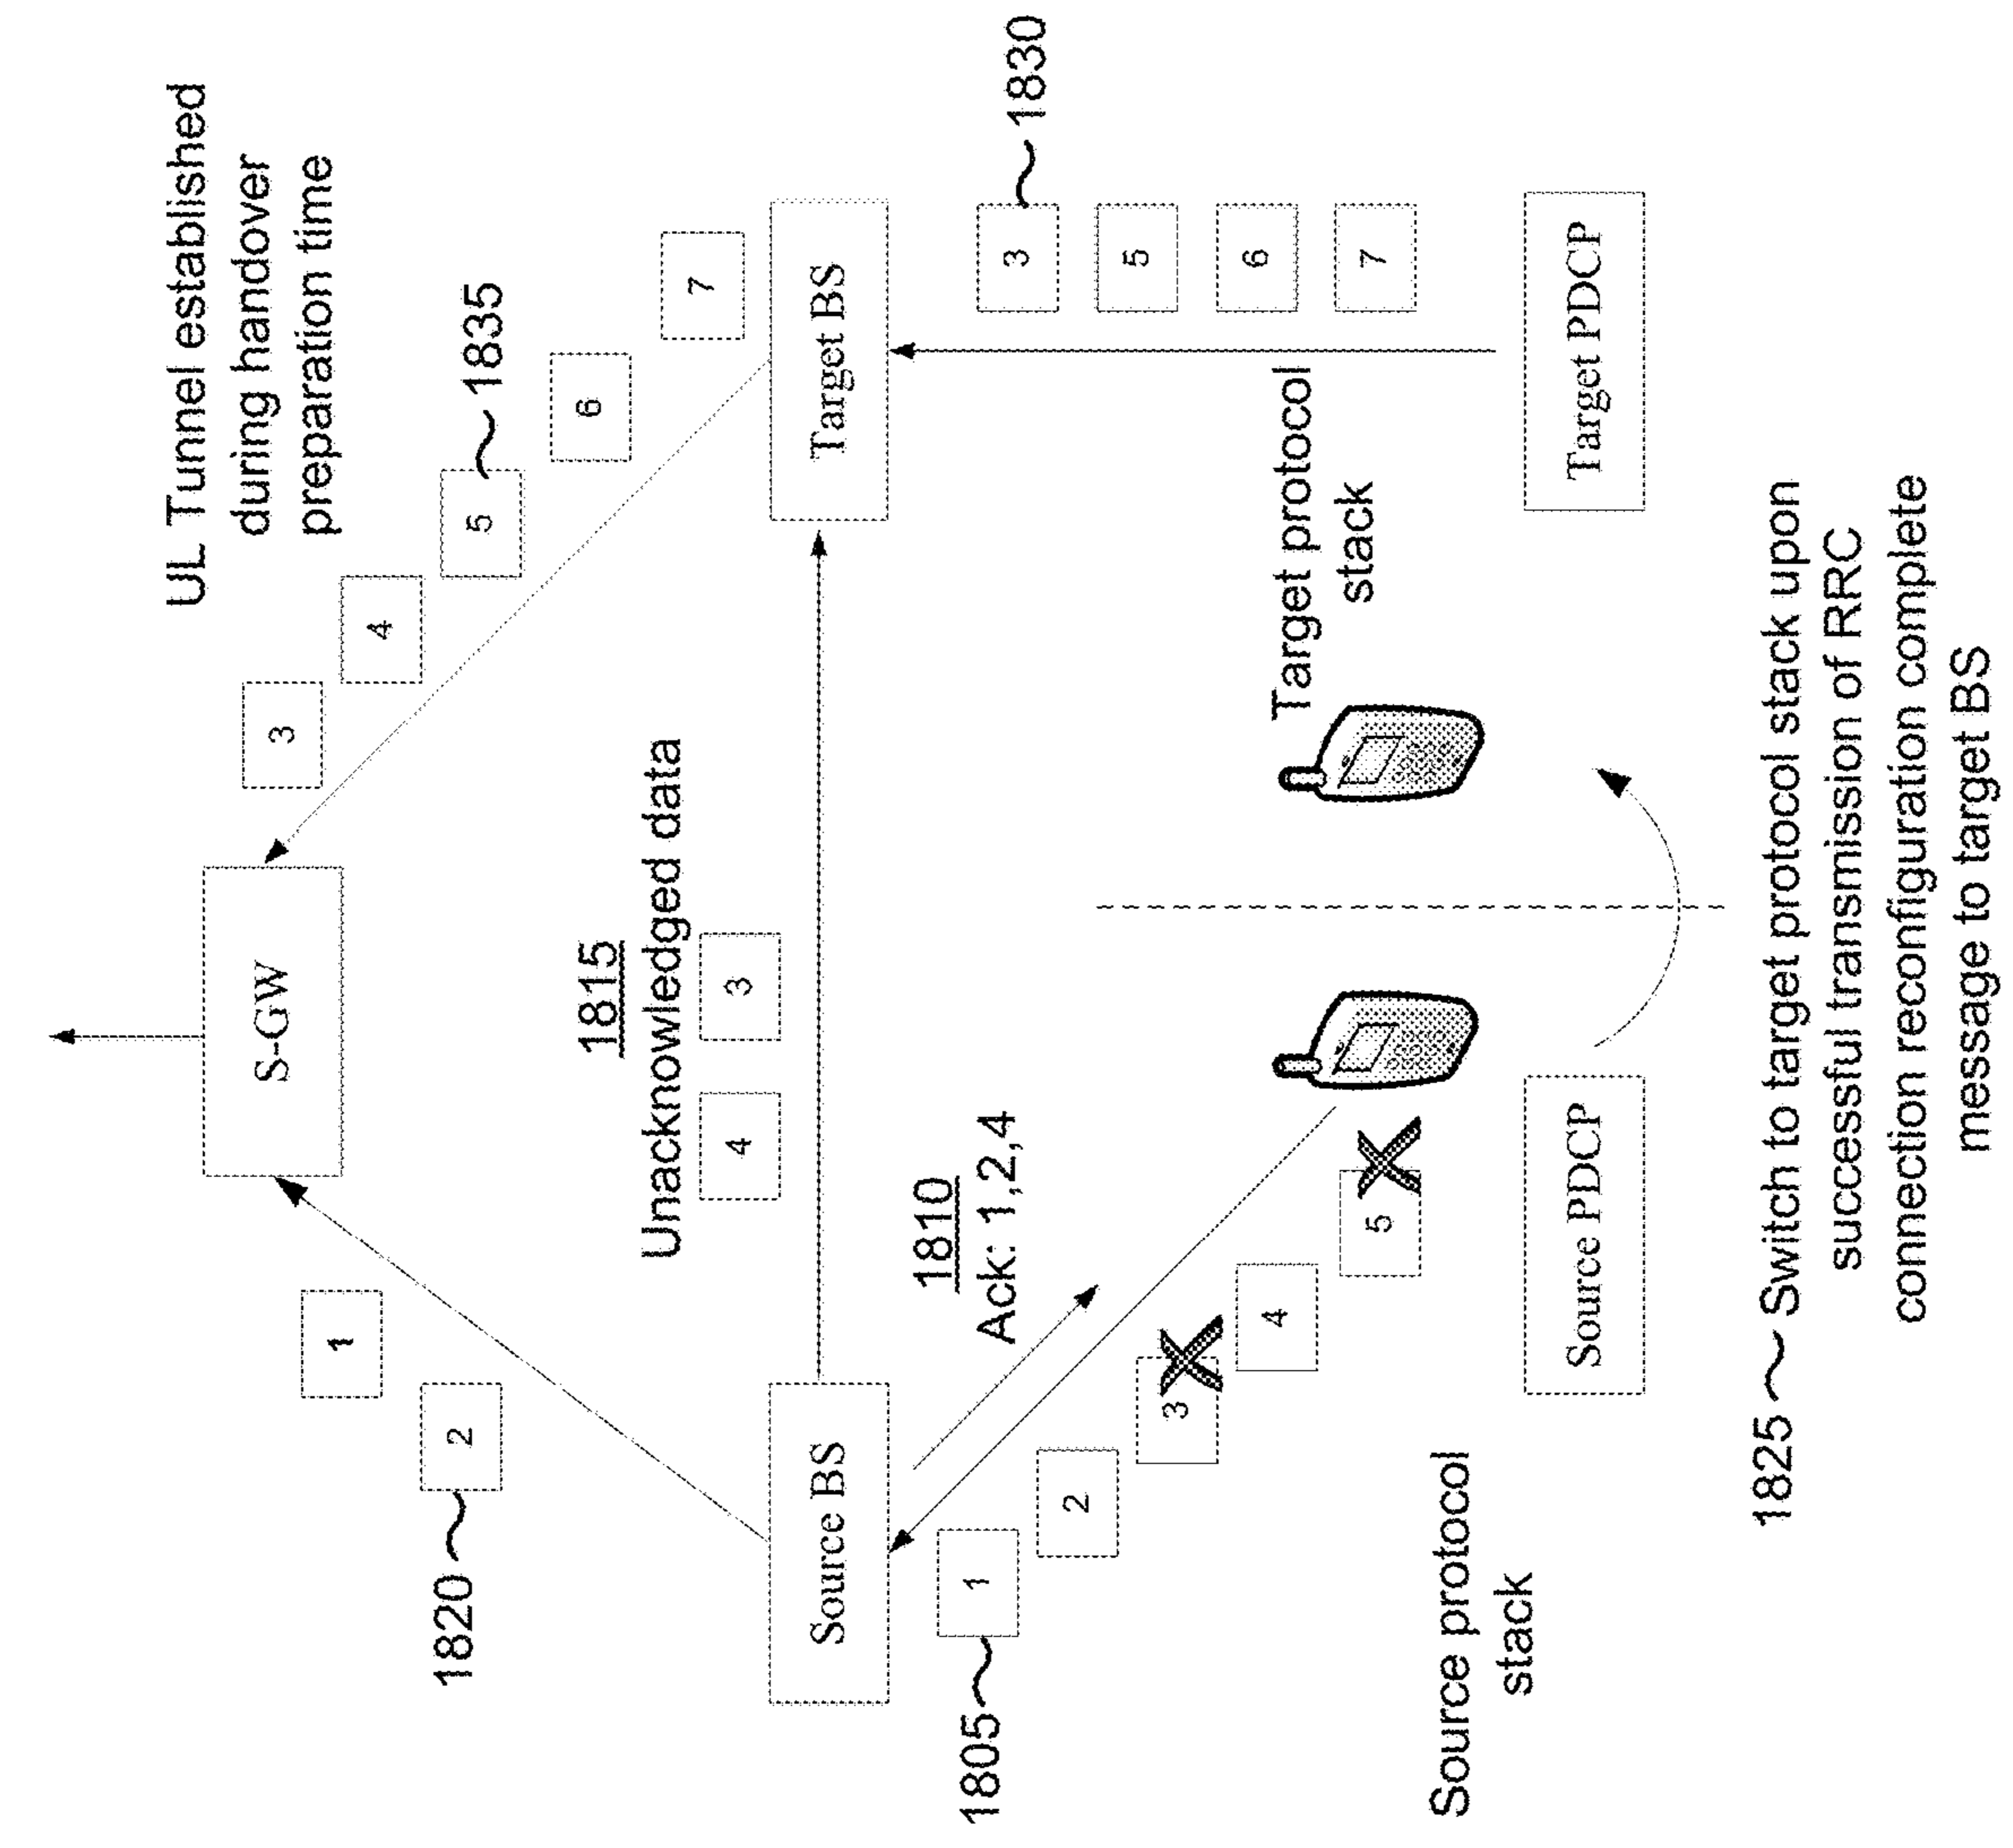 UL Tunnel established
during handover
preparation time
S-GW
3
1
4
1820
2
5
1835
6
1815
Unacknowledged data
7
4
3
Source BS
Target BS
1810
Ack: 1,2,4
1805
1
3
1830
2
5
3
6
4
Target protocol
stack
7
5
Source protocol
stack
Source PDCP
Target PDCP
1825 Switch to target protocol stack upon
successful transmission of RRC
connection reconfiguration complete
message to target BS